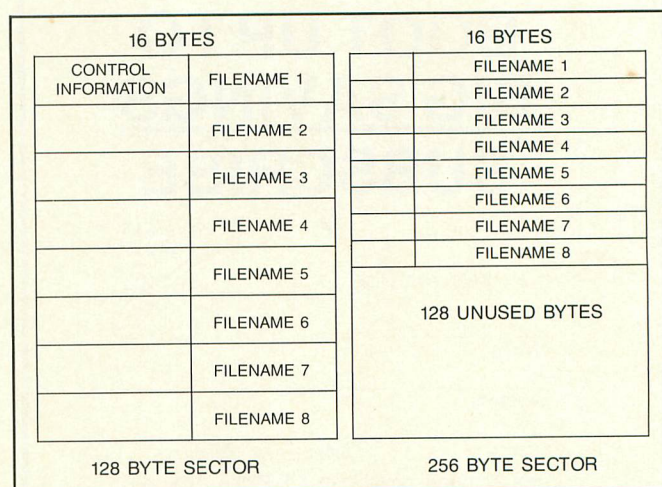 16 BYTES
CONTROL
INFORMATION
FILENAME 1
FILENAME 2
FILENAME 3
FILENAME 4
FILENAME 5
FILENAME 6
FILENAME 7
FILENAME 8
128 BYTE SECTOR
16 BYTES
FILENAME 1
FILENAME 2
FILENAME 3
FILENAME 4
FILENAME 5
FILENAME 6
FILENAME 7
FILENAME 8
128 UNUSED BYTES
256 BYTE SECTOR